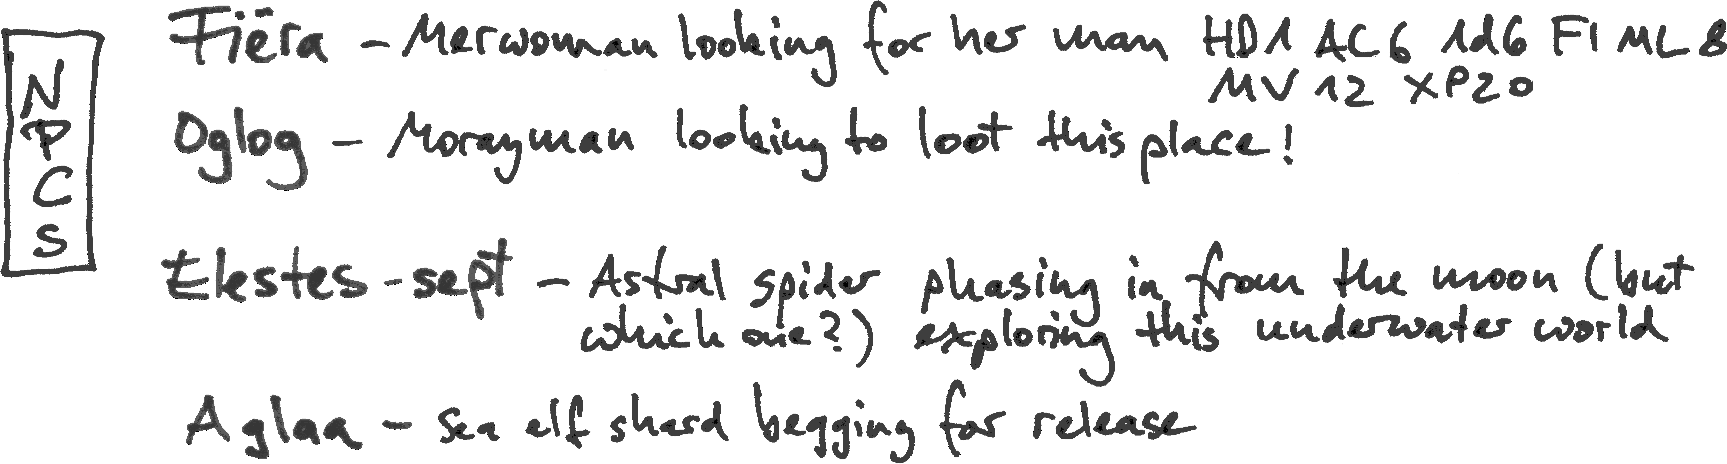 NPCS
Fiëra - Merwoman looking for her man HD1 AC6 1d6 F1 ML8
MV 12 XP20
Oglog - Morayman looking to loot this place!
Elestes-sept - Astral spider phasing in from the moon (but
which one?) exploring this underwater world
Aglaa - Sea elf shard begging for release